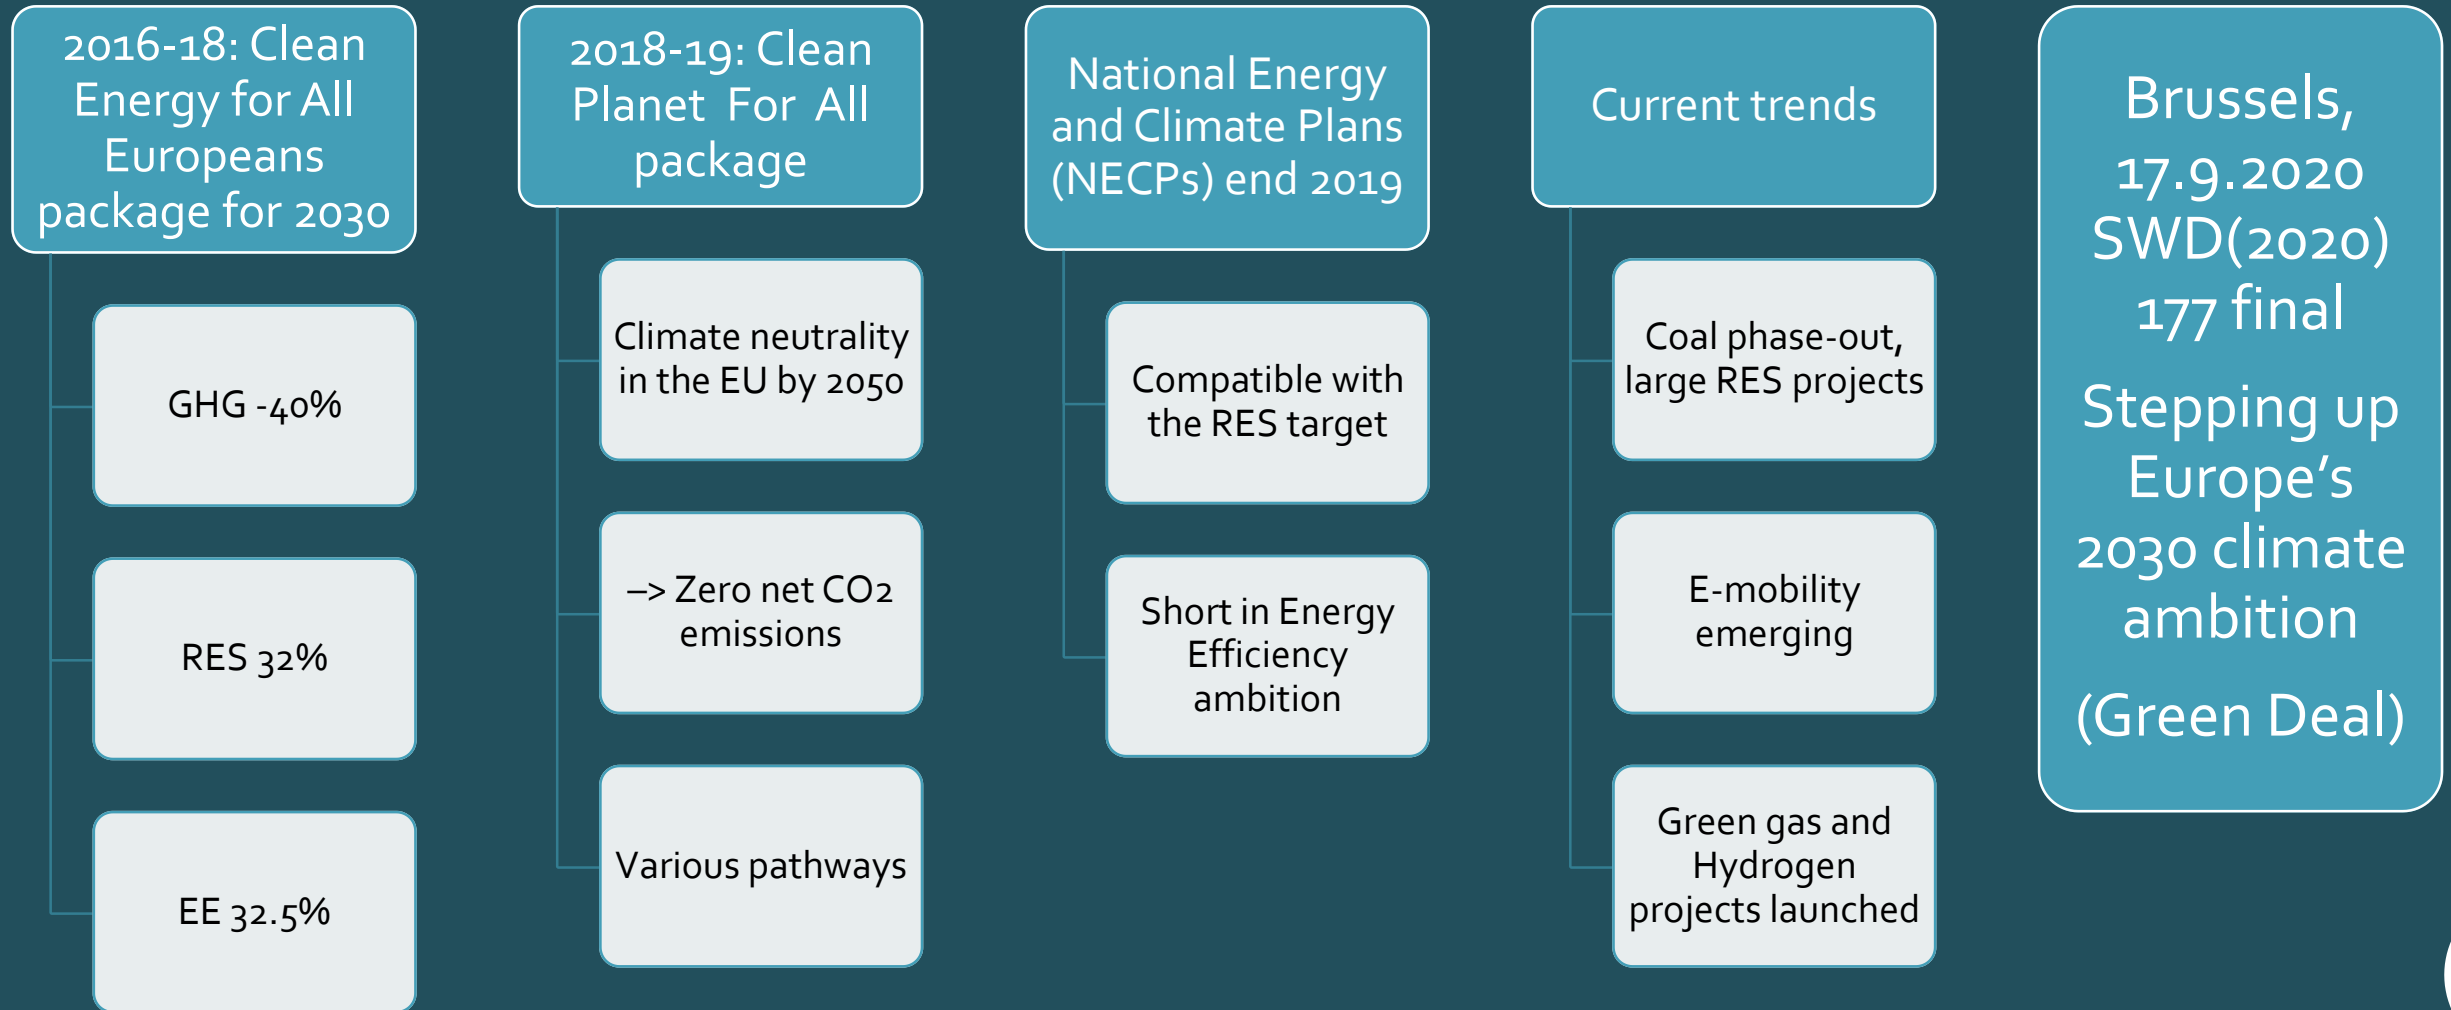 2016-18: Clean
Energy for All
Europeans
package for 2030
GHG -40%
RES 32%
EE 32.5%
2018-19: Clean
Planet For All
package
Climate neutrality
in the EU by 2050
–> Zero net CO2
emissions
Various pathways
National Energy
and Climate Plans
(NECPs) end 2019
Compatible with
the RES target
Short in Energy
Efficiency
ambition
Current trends
Coal phase-out,
large RES projects
E-mobility
emerging
Green gas and
Hydrogen
projects launched
Brussels,
17.9.2020
SWD(2020)
177 final
Stepping up
Europe’s
2030 climate
ambition
(Green Deal)